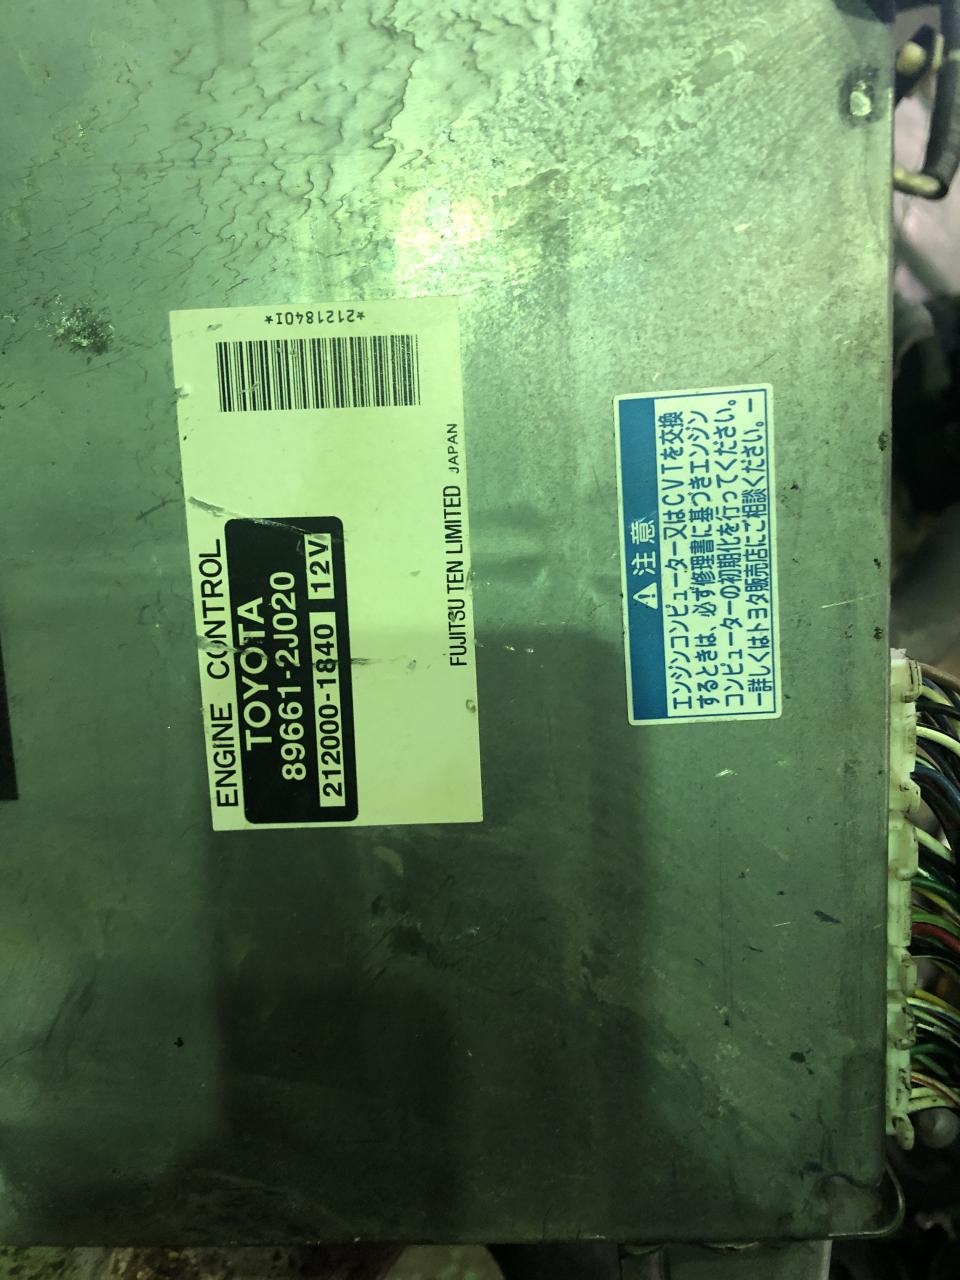 ENGINE CONTROL
TOYOTA
89661-2J020
212000-1840 12V
FUJITSU TEN LIMITED JAPAN
*21218401*
⚠注意
エンジンコンピューター又はCVTを交換
するときは、必ず修理書に基づきエンジン
コンピューターの初期化を行ってください。
ー詳しくはトヨタ販売店にご相談ください。ー